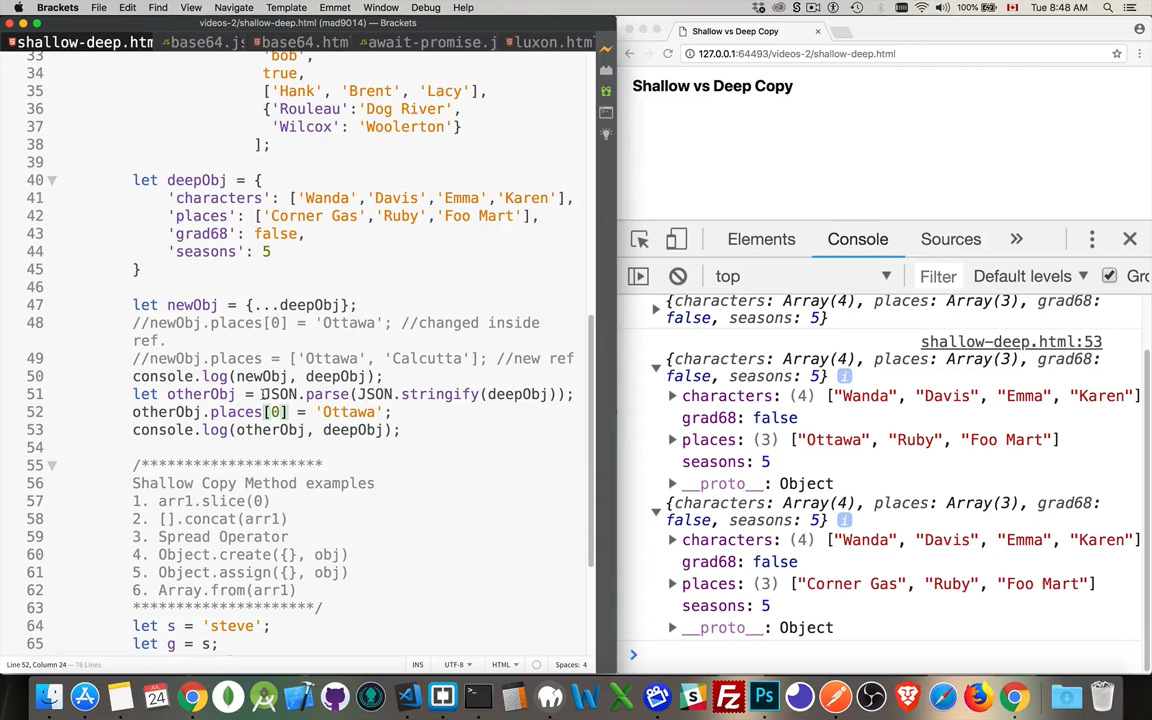 Brackets File Edit Find View Navigate Template Emmet Window Debug Help 100% Tue 8:48 AM
videos-2/shallow-deep.html (mad9014) — Brackets
shallow-deep.htm base64.js base64.htm await-promise.j luxon.htm
33 'bob',
34 true,
35 ['Hank', 'Brent', 'Lacy'],
36 {'Rouleau':'Dog River',
37 'Wilcox': 'Woolerton'}
38 ];
39
40 let deepObj = {
41 'characters': ['Wanda','Davis','Emma','Karen'],
42 'places': ['Corner Gas','Ruby','Foo Mart'],
43 'grad68': false,
44 'seasons': 5
45 }
46
47 let newObj = {...deepObj};
48 //newObj.places[0] = 'Ottawa'; //changed inside
ref.
49 //newObj.places = ['Ottawa', 'Calcutta']; //new ref
50 console.log(newObj, deepObj);
51 let otherObj = JSON.parse(JSON.stringify(deepObj));
52 otherObj.places[0] = 'Ottawa';
53 console.log(otherObj, deepObj);
54
55 /*********************
56 Shallow Copy Method examples
57 1. arr1.slice(0)
58 2. [].concat(arr1)
59 3. Spread Operator
60 4. Object.create({}, obj)
61 5. Object.assign({}, obj)
62 6. Array.from(arr1)
63 *********************/
64 let s = 'steve';
65 let g = s;
Line 52, Column 24 — 76 Lines INS UTF-8 HTML Spaces: 4
Shallow vs Deep Copy
127.0.0.1:64493/videos-2/shallow-deep.html
Shallow vs Deep Copy
Elements Console Sources »
top Filter Default levels Gro
{characters: Array(4), places: Array(3), grad68:
false, seasons: 5}
shallow-deep.html:53
{characters: Array(4), places: Array(3), grad68:
false, seasons: 5} i
characters: (4) ["Wanda", "Davis", "Emma", "Karen"]
grad68: false
places: (3) ["Ottawa", "Ruby", "Foo Mart"]
seasons: 5
__proto__: Object
{characters: Array(4), places: Array(3), grad68:
false, seasons: 5} i
characters: (4) ["Wanda", "Davis", "Emma", "Karen"]
grad68: false
places: (3) ["Corner Gas", "Ruby", "Foo Mart"]
seasons: 5
__proto__: Object